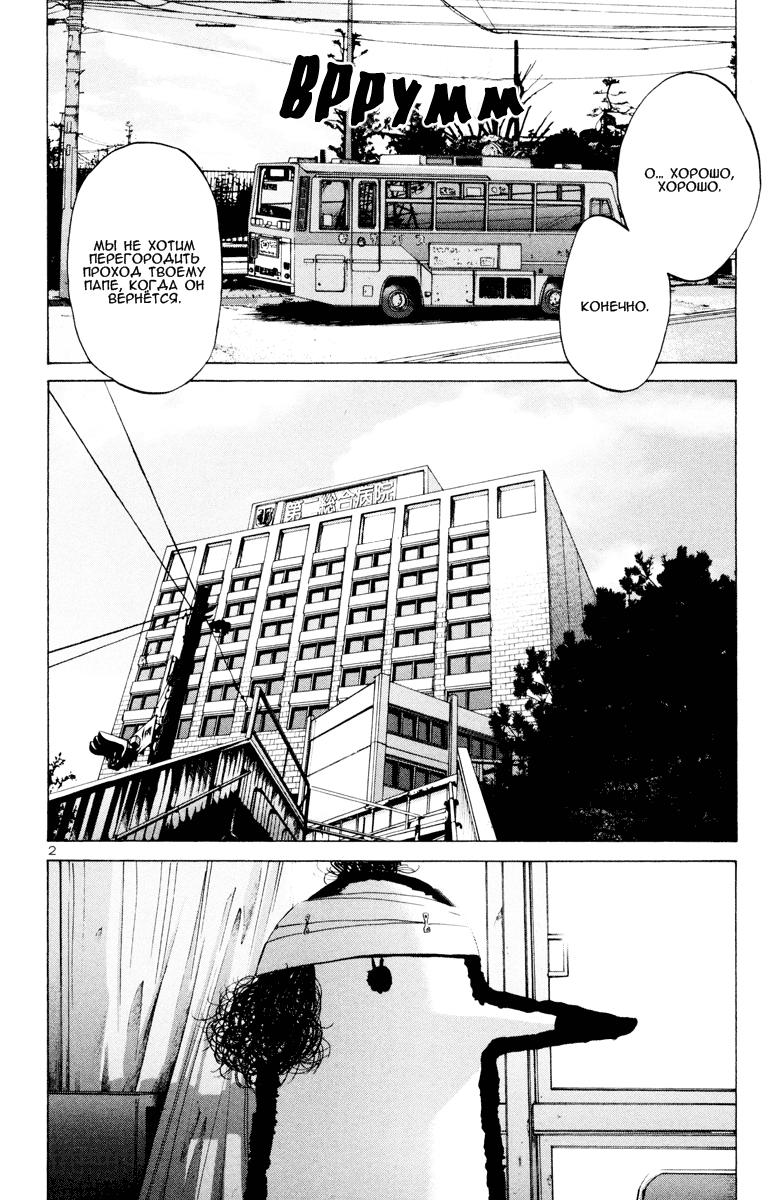 ВРРУММ
О... ХОРОШО,
ХОРОШО.
КОНЕЧНО.
МЫ НЕ ХОТИМ
ПЕРЕГОРОДИТЬ
ПРОХОД ТВОЕМУ
ПАПЕ, КОГДА ОН
ВЕРНЁТСЯ.
第二総合病院
2